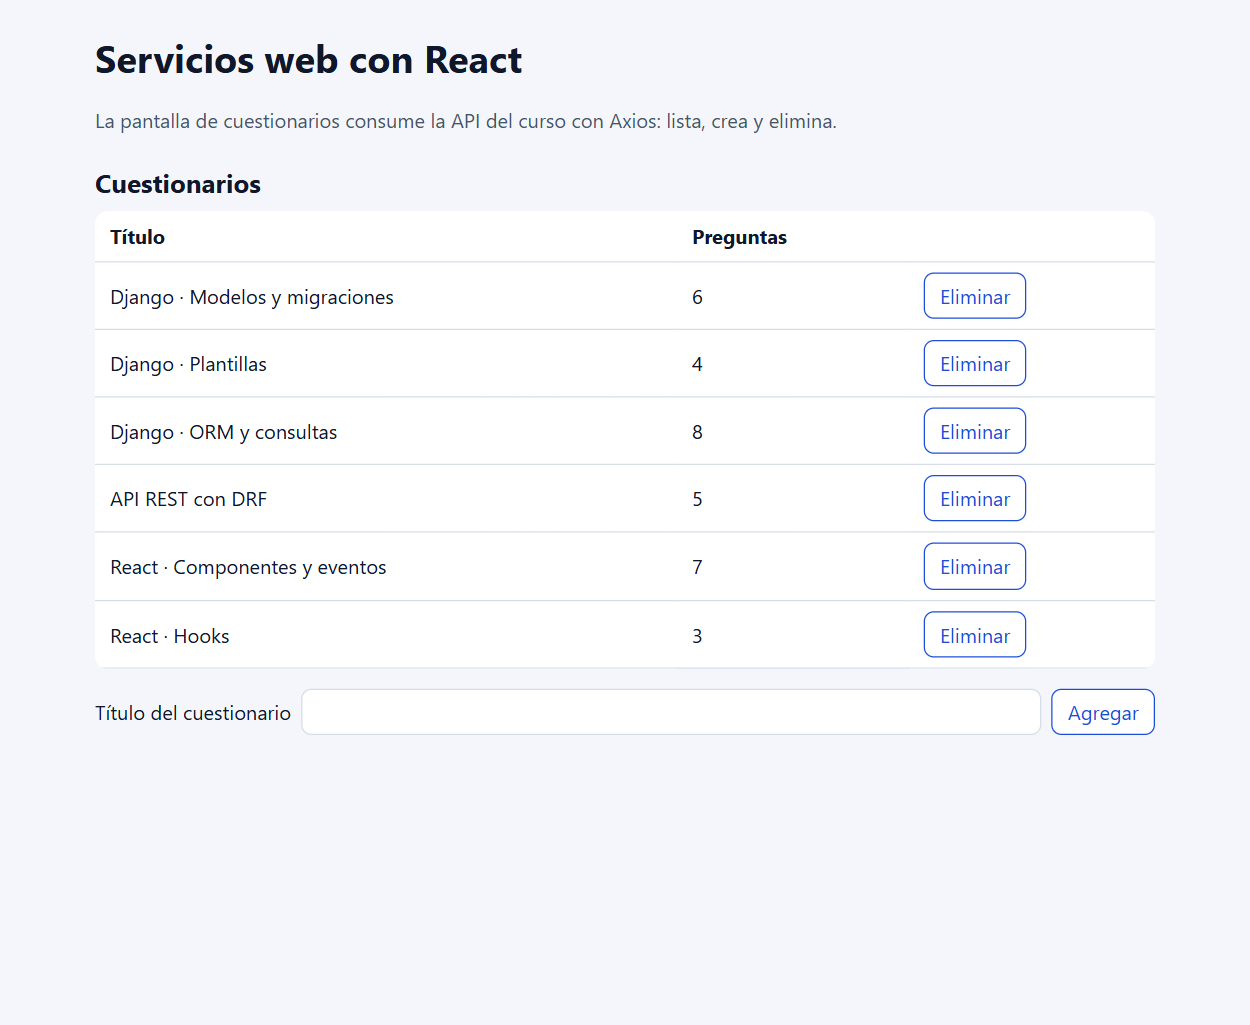 Servicios web con React
La pantalla de cuestionarios consume la API del curso con Axios: lista, crea y elimina.
Cuestionarios
Título Preguntas
Django · Modelos y migraciones 6 Eliminar
Django · Plantillas 4 Eliminar
Django · ORM y consultas 8 Eliminar
API REST con DRF 5 Eliminar
React · Componentes y eventos 7 Eliminar
React · Hooks 3 Eliminar
Título del cuestionario Agregar